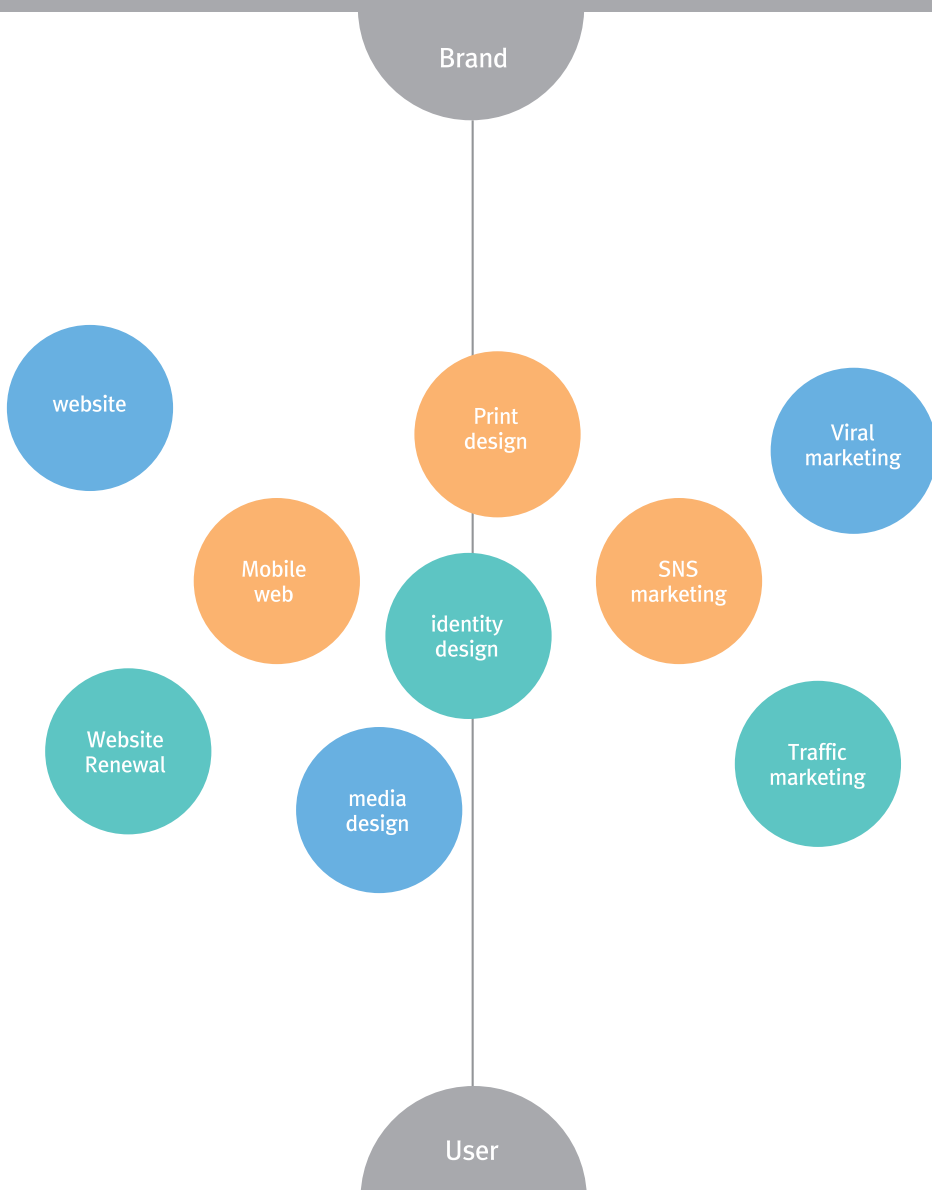 Brand
website
Print
design
Viral
marketing
Mobile
web
SNS
marketing
identity
design
Website
Renewal
Traffic
marketing
media
design
User